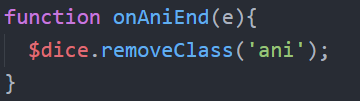 function onAniEnd(e){
  $dice.removeClass('ani');
}